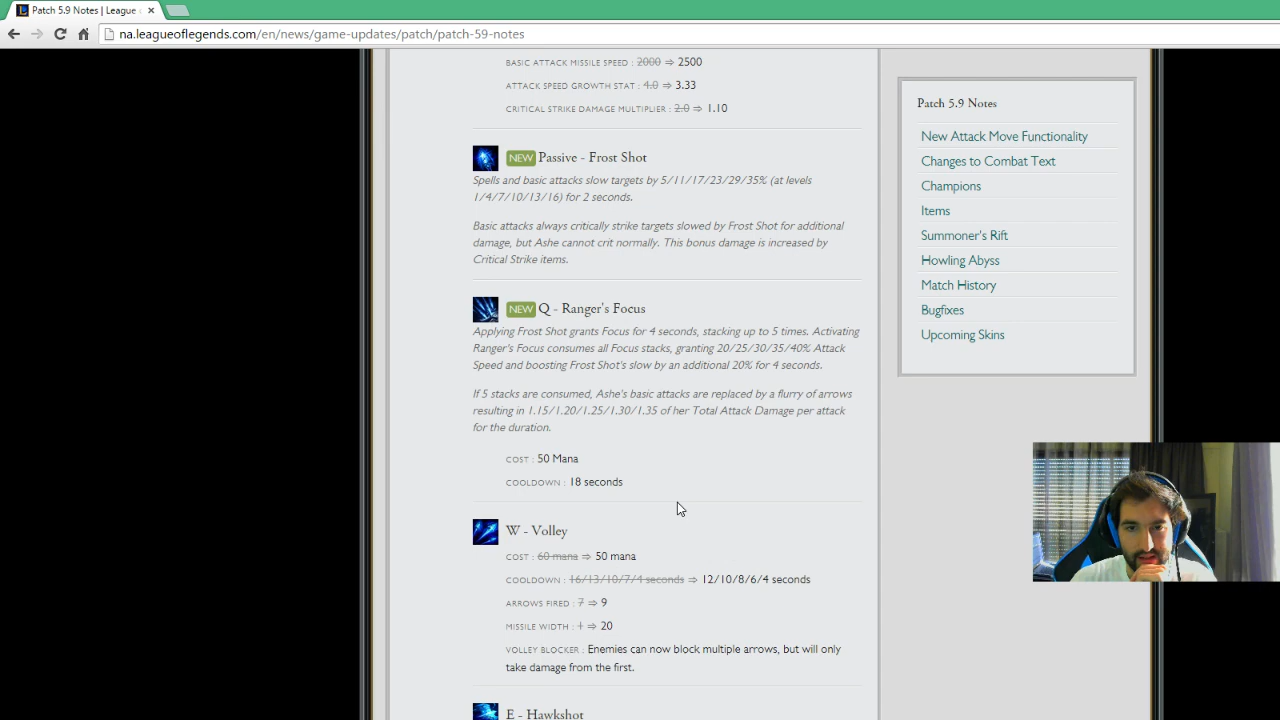 Patch 5.9 Notes | League
na.leagueoflegends.com/en/news/game-updates/patch/patch-59-notes
BASIC ATTACK MISSILE SPEED : 2000 ⇒ 2500
ATTACK SPEED GROWTH STAT : 4.0 ⇒ 3.33
CRITICAL STRIKE DAMAGE MULTIPLIER : 2.0 ⇒ 1.10
NEW Passive - Frost Shot
Spells and basic attacks slow targets by 5/11/17/23/29/35% (at levels
1/4/7/10/13/16) for 2 seconds.
Basic attacks always critically strike targets slowed by Frost Shot for additional
damage, but Ashe cannot crit normally. This bonus damage is increased by
Critical Strike items.
NEW Q - Ranger's Focus
Applying Frost Shot grants Focus for 4 seconds, stacking up to 5 times. Activating
Ranger's Focus consumes all Focus stacks, granting 20/25/30/35/40% Attack
Speed and boosting Frost Shot's slow by an additional 20% for 4 seconds.
If 5 stacks are consumed, Ashe's basic attacks are replaced by a flurry of arrows
resulting in 1.15/1.20/1.25/1.30/1.35 of her Total Attack Damage per attack
for the duration.
COST : 50 Mana
COOLDOWN : 18 seconds
W - Volley
COST : 60 mana ⇒ 50 mana
COOLDOWN : 16/13/10/7/4 seconds ⇒ 12/10/8/6/4 seconds
ARROWS FIRED : 7 ⇒ 9
MISSILE WIDTH : 1 ⇒ 20
VOLLEY BLOCKER : Enemies can now block multiple arrows, but will only
take damage from the first.
E - Hawkshot
Patch 5.9 Notes
New Attack Move Functionality
Changes to Combat Text
Champions
Items
Summoner's Rift
Howling Abyss
Match History
Bugfixes
Upcoming Skins